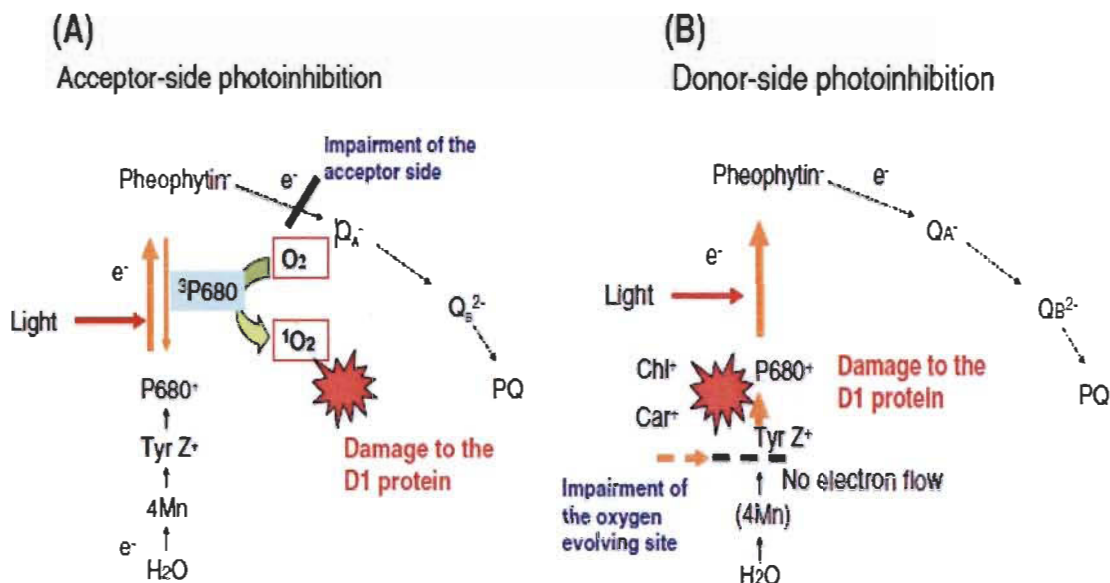 (A)
Acceptor-side photoinhibition
Impairment of the
acceptor side
Pheophytin⁻
e⁻
Q_A⁻
O₂
e⁻
³P680
Light
Q_B²⁻
¹O₂
P680⁺
PQ
Tyr Z⁺
Damage to the
D1 protein
4Mn
e⁻
H₂O
(B)
Donor-side photoinhibition
Pheophytin⁻
e⁻
QA⁻
e⁻
Light
QB²⁻
Chl⁺
P680⁺
Damage to the
D1 protein
PQ
Car⁺
Tyr Z⁺
No electron flow
Impairment of
the oxygen
evolving site
(4Mn)
H₂O